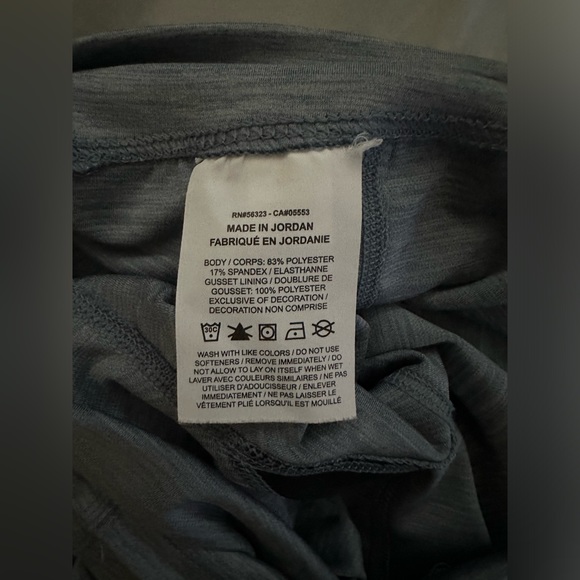 RN#56323 - CA#05553
MADE IN JORDAN
FABRIQUÉ EN JORDANIE
BODY / CORPS: 83% POLYESTER
17% SPANDEX / ELASTHANNE
GUSSET LINING / DOUBLURE DE
GOUSSET: 100% POLYESTER
EXCLUSIVE OF DECORATION /
DECORATION NON COMPRISE
30C
WASH WITH LIKE COLORS / DO NOT USE
SOFTENERS / REMOVE IMMEDIATELY / DO
NOT ALLOW TO LAY ON ITSELF WHEN WET
LAVER AVEC COULEURS SIMILAIRES / NE PAS
UTILISER D'ADOUCISSEUR / ENLEVER
IMMEDIATEMENT / NE PAS LAISSER LE
VÊTEMENT PLIÉ LORSQU'IL EST MOUILLÉ